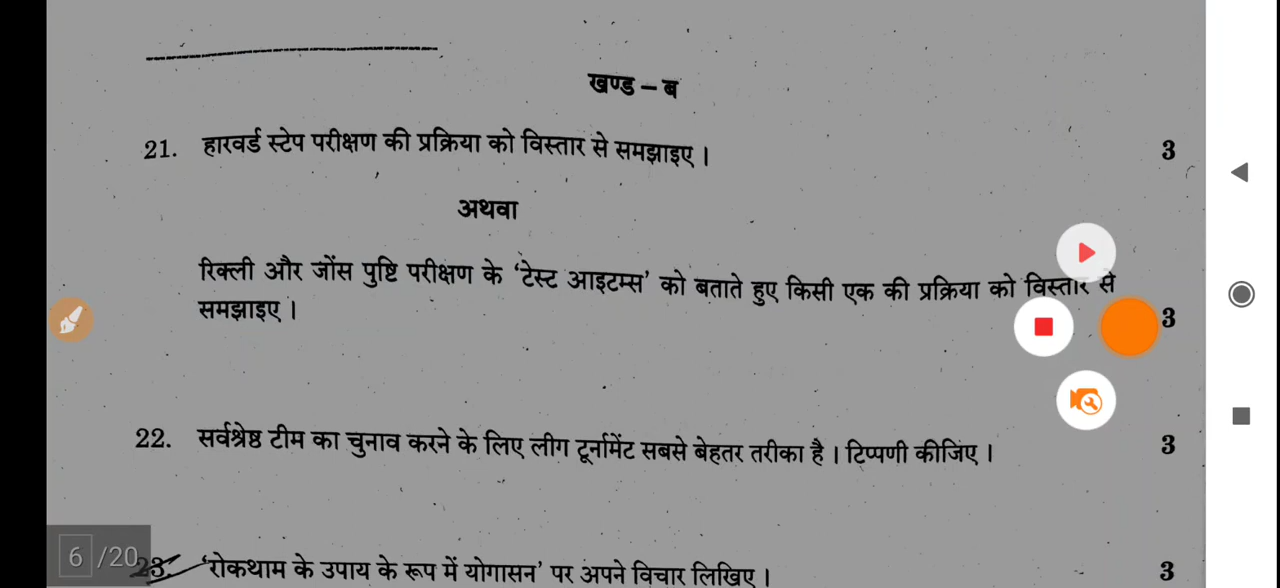 खण्ड – ब
21. हारवर्ड स्टेप परीक्षण की प्रक्रिया को विस्तार से समझाइए । 3
अथवा
रिक्ली और जोंस पुष्टि परीक्षण के ‘टेस्ट आइटम्स’ को बताते हुए किसी एक की प्रक्रिया को विस्तार से
समझाइए । 3
22. सर्वश्रेष्ठ टीम का चुनाव करने के लिए लीग टूर्नामेंट सबसे बेहतर तरीका है । टिप्पणी कीजिए । 3
6 /20
23. ‘रोकथाम के उपाय के रूप में योगासन’ पर अपने विचार लिखिए । 3